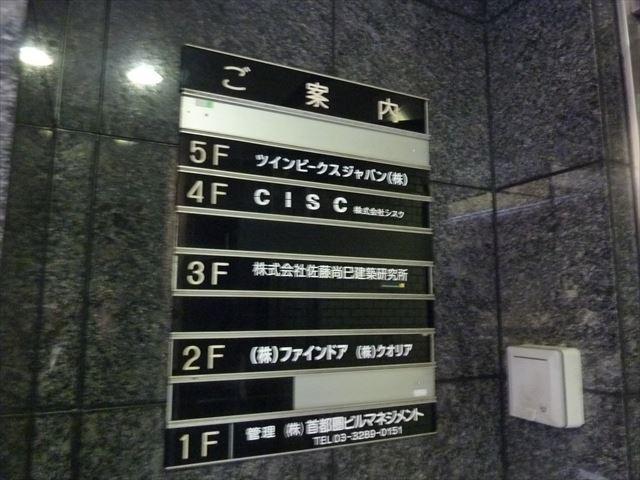 ご案内
5F ツインピークスジャパン(株)
4F CISC 株式会社シスク
3F 株式会社佐藤尚巳建築研究所
2F (株)ファインドア (株)クオリア
1F 管理 (株)首都圏ビルマネジメント
TEL03-3289-0151